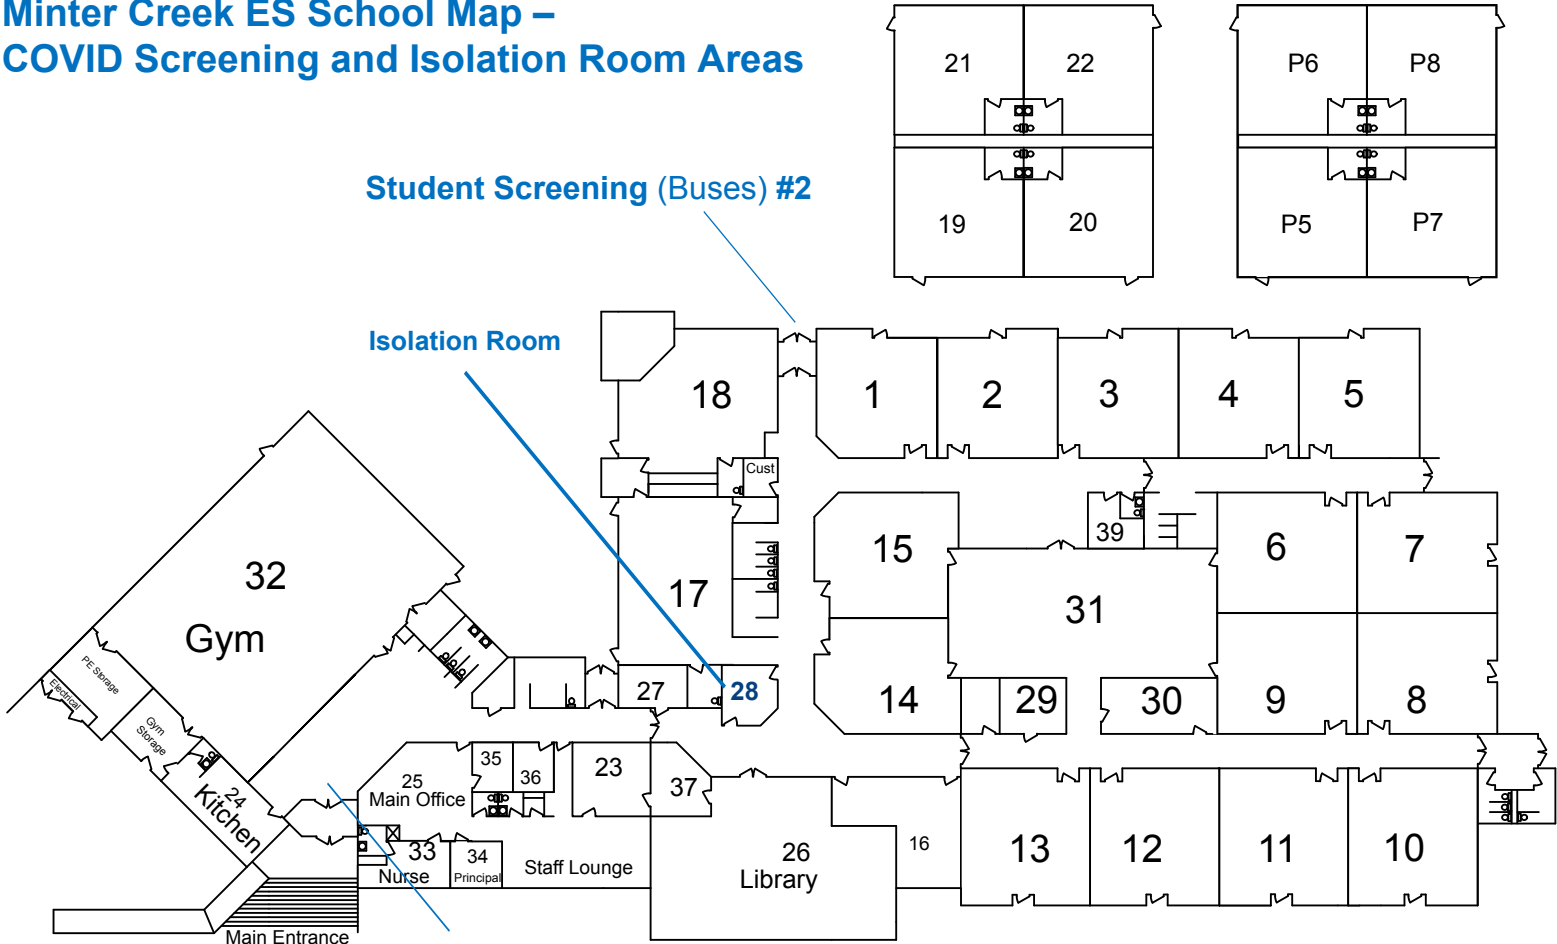 Minter Creek ES School Map –
COVID Screening and Isolation Room Areas
21
22
P6
P8
19
20
P5
P7
Student Screening (Buses) #2
Isolation Room
18
1
2
3
4
5
Cust
15
39
6
7
17
31
32
Gym
PE Storage
Electrical
Gym
Storage
27
28
14
29
30
9
8
24
Kitchen
25
Main Office
35
36
23
37
33
Nurse
34
Principal
Staff Lounge
26
Library
16
13
12
11
10
Main Entrance